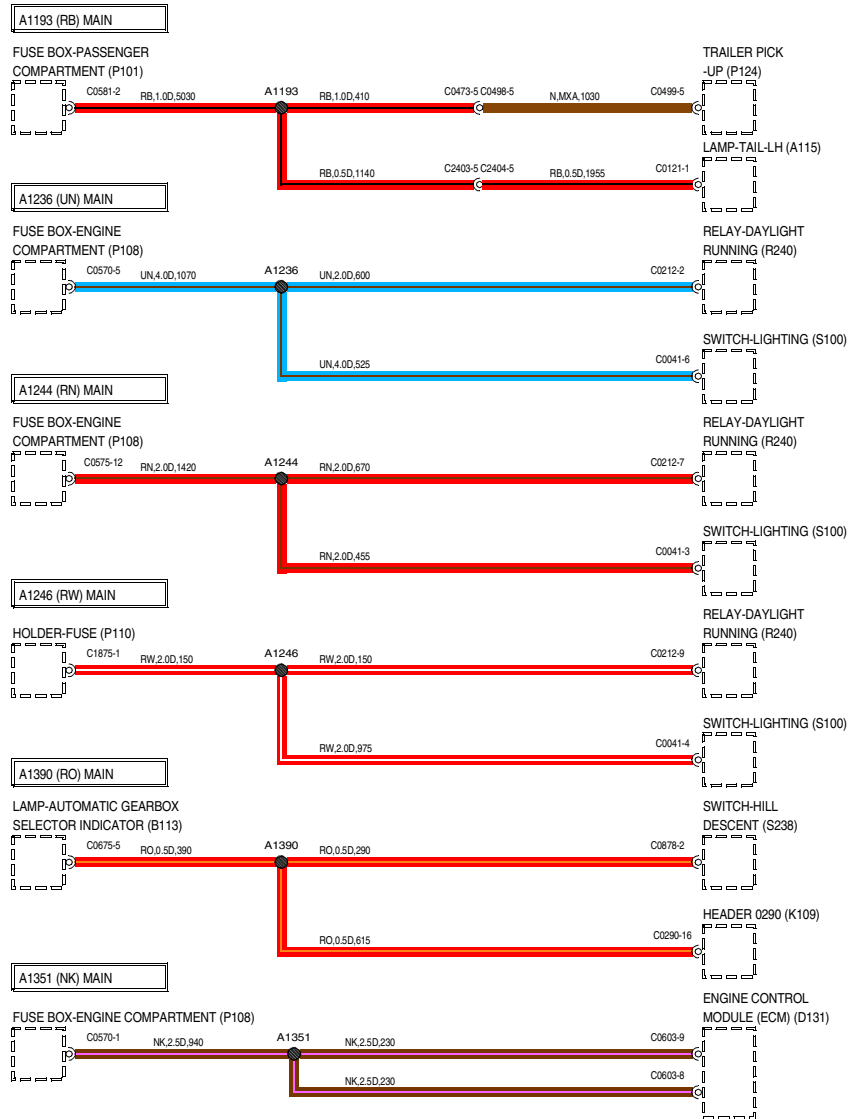 A1193 (RB) MAIN
FUSE BOX-PASSENGER
COMPARTMENT (P101)
TRAILER PICK
-UP (P124)
C0581-2
RB,1.0D,5030
A1193
RB,1.0D,410
C0473-5 C0498-5
N,MXA,1030
C0499-5
LAMP-TAIL-LH (A115)
RB,0.5D,1140
C2403-5 C2404-5
RB,0.5D,1955
C0121-1
A1236 (UN) MAIN
FUSE BOX-ENGINE
COMPARTMENT (P108)
RELAY-DAYLIGHT
RUNNING (R240)
C0570-5
UN,4.0D,1070
A1236
UN,2.0D,600
C0212-2
SWITCH-LIGHTING (S100)
UN,4.0D,525
C0041-6
A1244 (RN) MAIN
FUSE BOX-ENGINE
COMPARTMENT (P108)
RELAY-DAYLIGHT
RUNNING (R240)
C0575-12
RN,2.0D,1420
A1244
RN,2.0D,670
C0212-7
SWITCH-LIGHTING (S100)
RN,2.0D,455
C0041-3
A1246 (RW) MAIN
HOLDER-FUSE (P110)
RELAY-DAYLIGHT
RUNNING (R240)
C1875-1
RW,2.0D,150
A1246
RW,2.0D,150
C0212-9
SWITCH-LIGHTING (S100)
RW,2.0D,975
C0041-4
A1390 (RO) MAIN
LAMP-AUTOMATIC GEARBOX
SELECTOR INDICATOR (B113)
SWITCH-HILL
DESCENT (S238)
C0675-5
RO,0.5D,390
A1390
RO,0.5D,290
C0878-2
HEADER 0290 (K109)
RO,0.5D,615
C0290-16
A1351 (NK) MAIN
FUSE BOX-ENGINE COMPARTMENT (P108)
ENGINE CONTROL
MODULE (ECM) (D131)
C0570-1
NK,2.5D,940
A1351
NK,2.5D,230
C0603-9
NK,2.5D,230
C0603-8